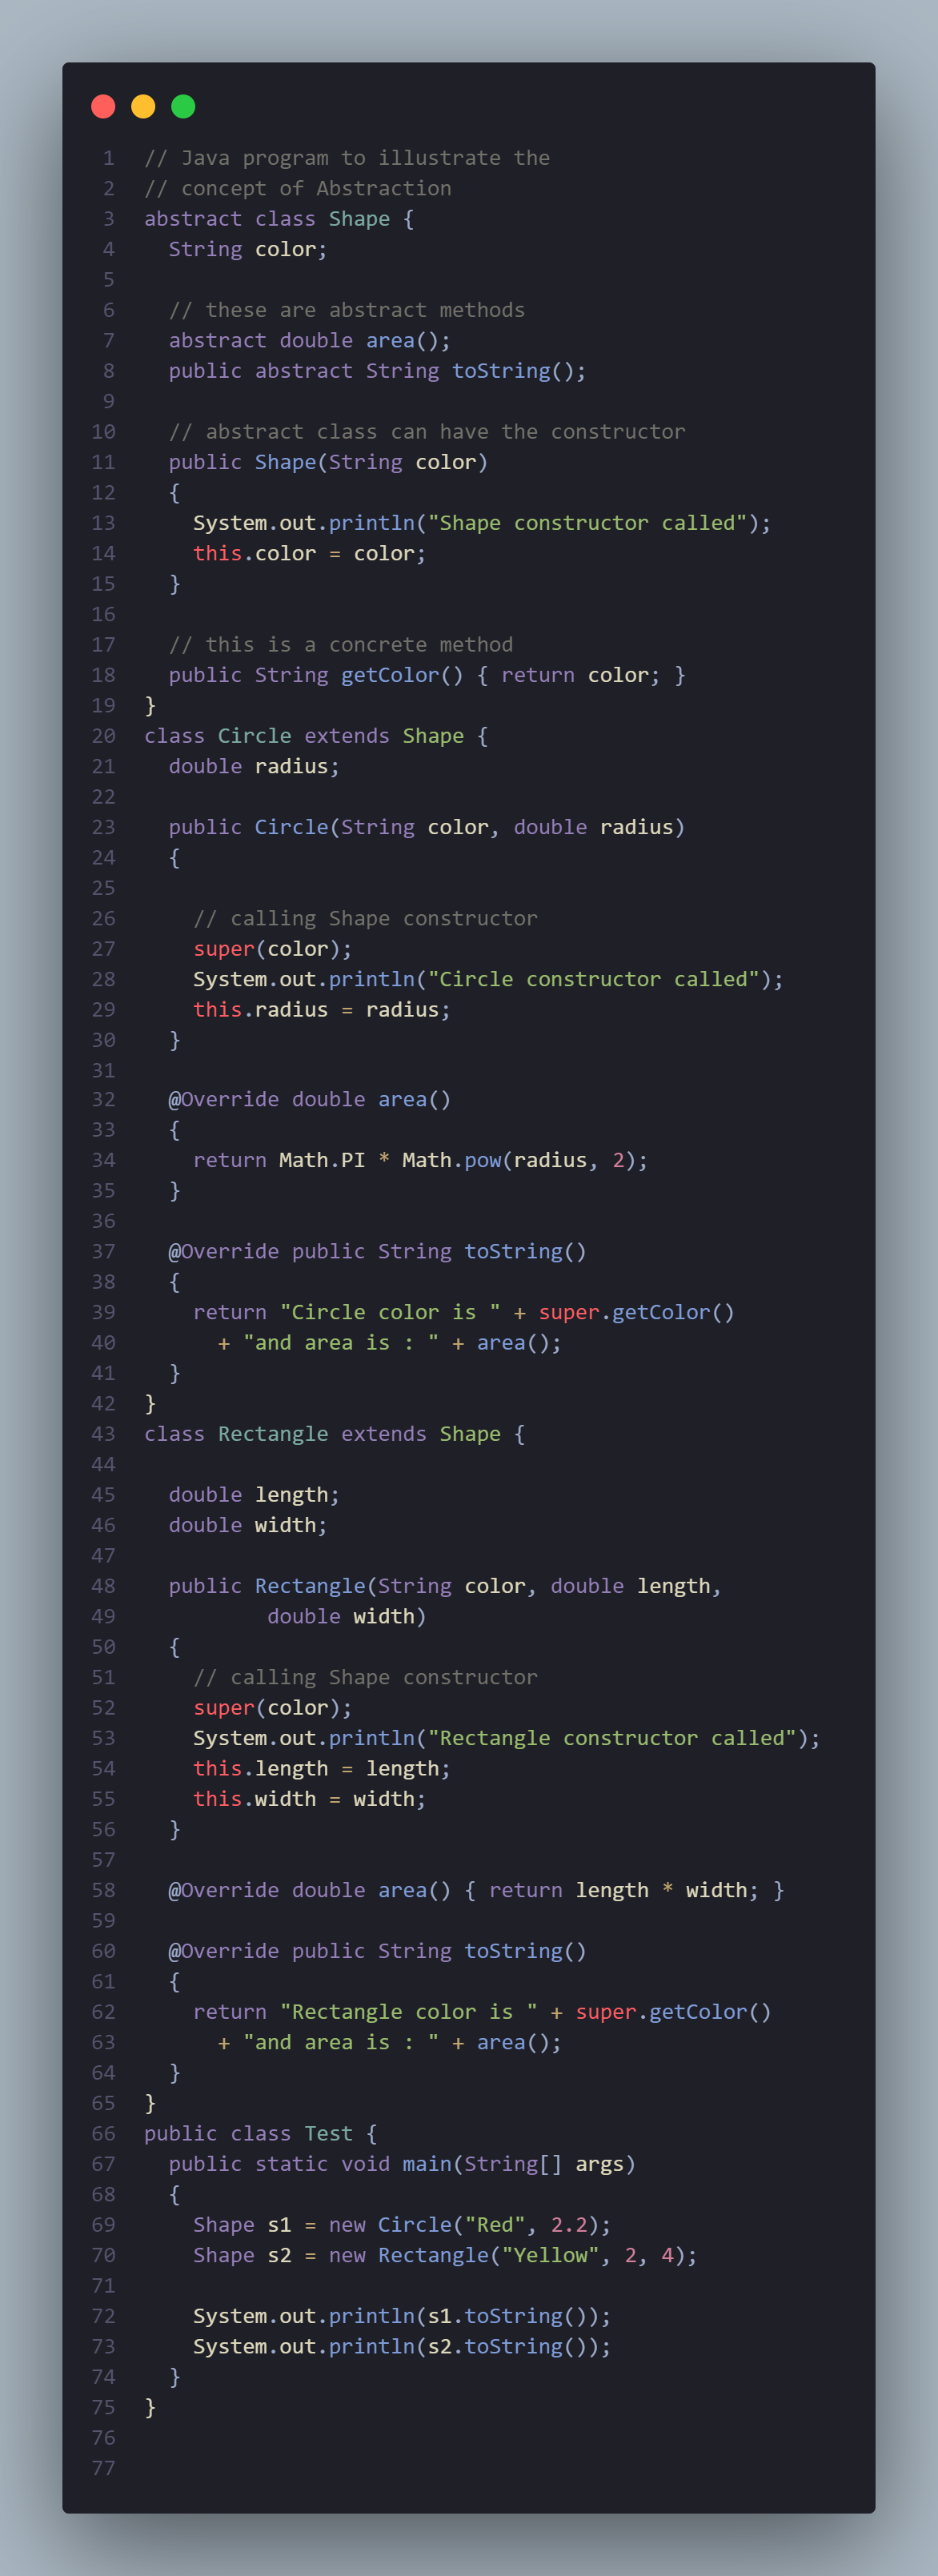 1 // Java program to illustrate the
2 // concept of Abstraction
3 abstract class Shape {
4   String color;
5
6   // these are abstract methods
7   abstract double area();
8   public abstract String toString();
9
10   // abstract class can have the constructor
11   public Shape(String color)
12   {
13     System.out.println("Shape constructor called");
14     this.color = color;
15   }
16
17   // this is a concrete method
18   public String getColor() { return color; }
19 }
20 class Circle extends Shape {
21   double radius;
22
23   public Circle(String color, double radius)
24   {
25
26     // calling Shape constructor
27     super(color);
28     System.out.println("Circle constructor called");
29     this.radius = radius;
30   }
31
32   @Override double area()
33   {
34     return Math.PI * Math.pow(radius, 2);
35   }
36
37   @Override public String toString()
38   {
39     return "Circle color is " + super.getColor()
40       + "and area is : " + area();
41   }
42 }
43 class Rectangle extends Shape {
44
45   double length;
46   double width;
47
48   public Rectangle(String color, double length,
49           double width)
50   {
51     // calling Shape constructor
52     super(color);
53     System.out.println("Rectangle constructor called");
54     this.length = length;
55     this.width = width;
56   }
57
58   @Override double area() { return length * width; }
59
60   @Override public String toString()
61   {
62     return "Rectangle color is " + super.getColor()
63       + "and area is : " + area();
64   }
65 }
66 public class Test {
67   public static void main(String[] args)
68   {
69     Shape s1 = new Circle("Red", 2.2);
70     Shape s2 = new Rectangle("Yellow", 2, 4);
71
72     System.out.println(s1.toString());
73     System.out.println(s2.toString());
74   }
75 }
76
77